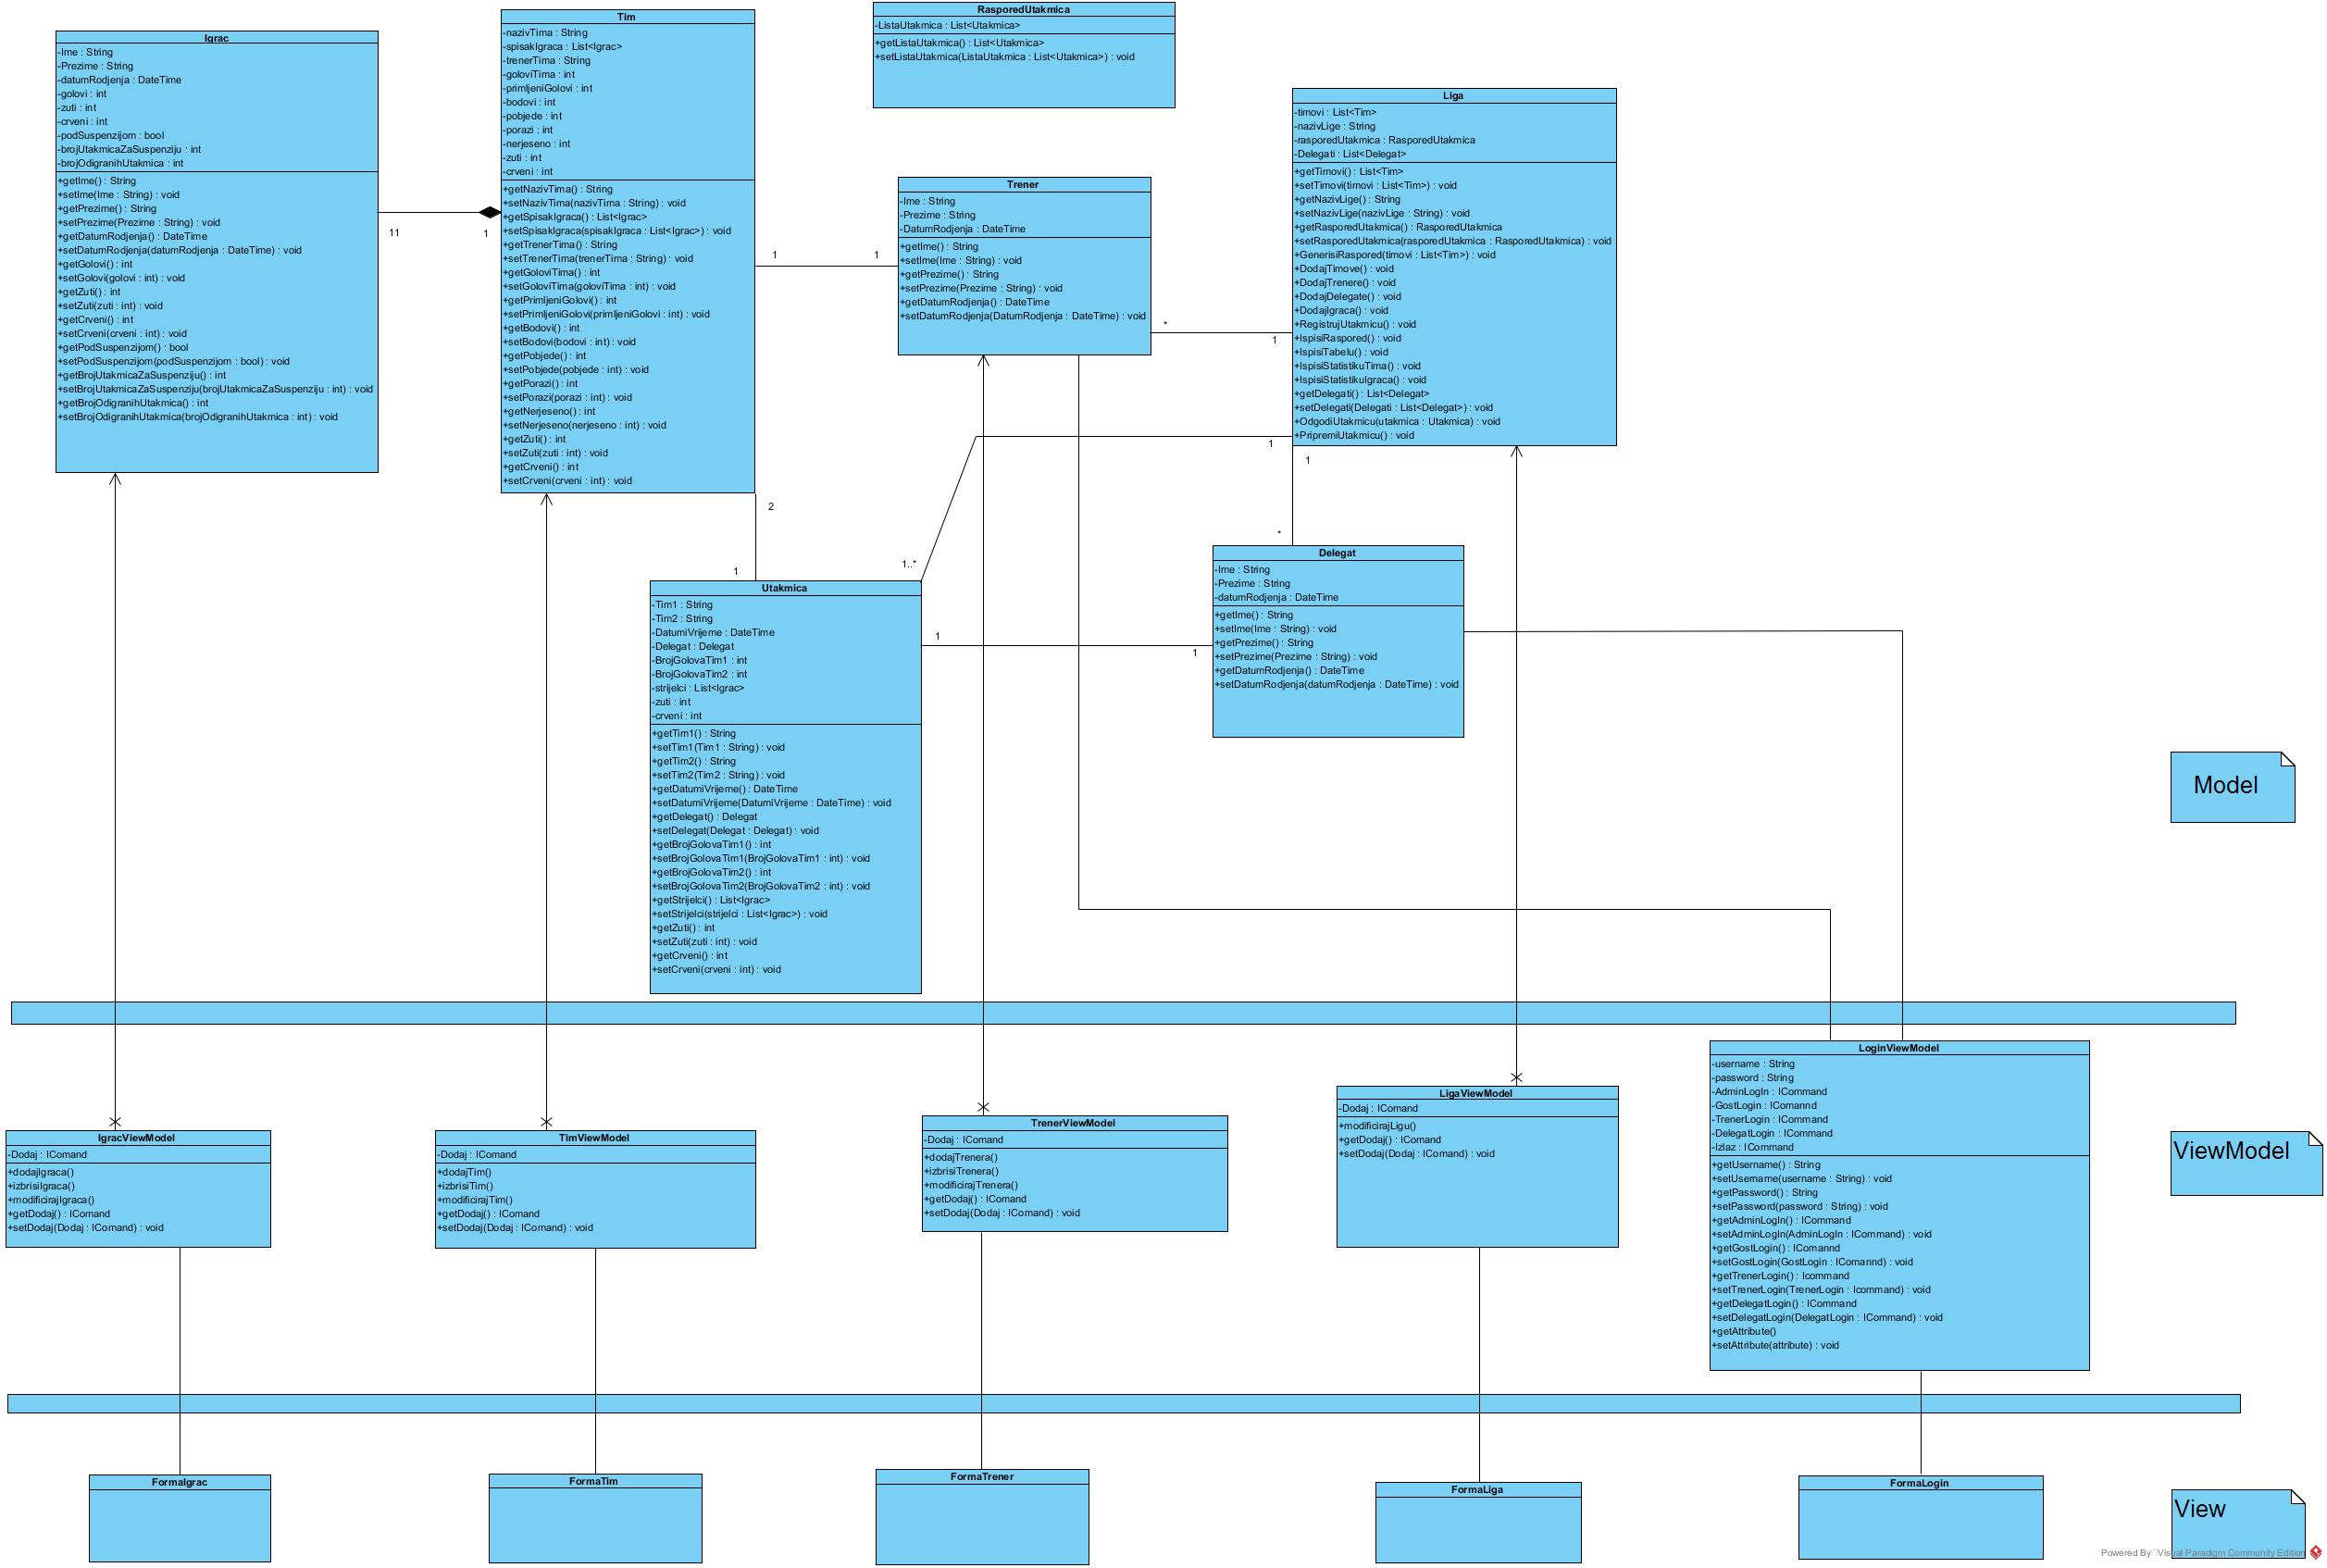 Igrac
-Ime : String
-Prezime : String
-datumRodjenja : DateTime
-golovi : int
-zuti : int
-crveni : int
-podSuspenzijom : bool
-brojUtakmicaZaSuspenziju : int
-brojOdigranihUtakmica : int
+getIme() : String
+setIme(Ime : String) : void
+getPrezime() : String
+setPrezime(Prezime : String) : void
+getDatumRodjenja() : DateTime
+setDatumRodjenja(datumRodjenja : DateTime) : void
+getGolovi() : int
+setGolovi(golovi : int) : void
+getZuti() : int
+setZuti(zuti : int) : void
+getCrveni() : int
+setCrveni(crveni : int) : void
+getPodSuspenzijom() : bool
+setPodSuspenzijom(podSuspenzijom : bool) : void
+getBrojUtakmicaZaSuspenziju() : int
+setBrojUtakmicaZaSuspenziju(brojUtakmicaZaSuspenziju : int) : void
+getBrojOdigranihUtakmica() : int
+setBrojOdigranihUtakmica(brojOdigranihUtakmica : int) : void
11
1
Tim
-nazivTima : String
-spisakIgraca : List<Igrac>
-trenerTima : String
-goloviTima : int
-primljeniGolovi : int
-bodovi : int
-pobjede : int
-porazi : int
-nerjeseno : int
-zuti : int
-crveni : int
+getNazivTima() : String
+setNazivTima(nazivTima : String) : void
+getSpisakIgraca() : List<Igrac>
+setSpisakIgraca(spisakIgraca : List<Igrac>) : void
+getTrenerTima() : String
+setTrenerTima(trenerTima : String) : void
+getGoloviTima() : int
+setGoloviTima(goloviTima : int) : void
+getPrimljeniGolovi() : int
+setPrimljeniGolovi(primljeniGolovi : int) : void
+getBodovi() : int
+setBodovi(bodovi : int) : void
+getPobjede() : int
+setPobjede(pobjede : int) : void
+getPorazi() : int
+setPorazi(porazi : int) : void
+getNerjeseno() : int
+setNerjeseno(nerjeseno : int) : void
+getZuti() : int
+setZuti(zuti : int) : void
+getCrveni() : int
+setCrveni(crveni : int) : void
1
1
2
1
RasporedUtakmica
-ListaUtakmica : List<Utakmica>
+getListaUtakmica() : List<Utakmica>
+setListaUtakmica(ListaUtakmica : List<Utakmica>) : void
Trener
-Ime : String
-Prezime : String
-DatumRodjenja : DateTime
+getIme() : String
+setIme(Ime : String) : void
+getPrezime() : String
+setPrezime(Prezime : String) : void
+getDatumRodjenja() : DateTime
+setDatumRodjenja(DatumRodjenja : DateTime) : void
*
1
Liga
-timovi : List<Tim>
-nazivLige : String
-rasporedUtakmica : RasporedUtakmica
-Delegati : List<Delegat>
+getTimovi() : List<Tim>
+setTimovi(timovi : List<Tim>) : void
+getNazivLige() : String
+setNazivLige(nazivLige : String) : void
+getRasporedUtakmica() : RasporedUtakmica
+setRasporedUtakmica(rasporedUtakmica : RasporedUtakmica) : void
+GenerisiRaspored(timovi : List<Tim>) : void
+DodajTimove() : void
+DodajTrenere() : void
+DodajDelegate() : void
+DodajIgraca() : void
+RegistrujUtakmicu() : void
+IspisiRaspored() : void
+IspisiTabelu() : void
+IspisiStatistikuTima() : void
+IspisiStatistikuIgraca() : void
+getDelegati() : List<Delegat>
+setDelegati(Delegati : List<Delegat>) : void
+OdgodiUtakmicu(utakmica : Utakmica) : void
+PripremiUtakmicu() : void
1
1
*
1..*
Utakmica
-Tim1 : String
-Tim2 : String
-DatumiVrijeme : DateTime
-Delegat : Delegat
-BrojGolovaTim1 : int
-BrojGolovaTim2 : int
-strijelci : List<Igrac>
-zuti : int
-crveni : int
+getTim1() : String
+setTim1(Tim1 : String) : void
+getTim2() : String
+setTim2(Tim2 : String) : void
+getDatumiVrijeme() : DateTime
+setDatumiVrijeme(DatumiVrijeme : DateTime) : void
+getDelegat() : Delegat
+setDelegat(Delegat : Delegat) : void
+getBrojGolovaTim1() : int
+setBrojGolovaTim1(BrojGolovaTim1 : int) : void
+getBrojGolovaTim2() : int
+setBrojGolovaTim2(BrojGolovaTim2 : int) : void
+getStrijelci() : List<Igrac>
+setStrijelci(strijelci : List<Igrac>) : void
+getZuti() : int
+setZuti(zuti : int) : void
+getCrveni() : int
+setCrveni(crveni : int) : void
1
1
Delegat
-Ime : String
-Prezime : String
-datumRodjenja : DateTime
+getIme() : String
+setIme(Ime : String) : void
+getPrezime() : String
+setPrezime(Prezime : String) : void
+getDatumRodjenja() : DateTime
+setDatumRodjenja(datumRodjenja : DateTime) : void
Model
IgracViewModel
-Dodaj : IComand
+dodajIgraca()
+izbrisiIgraca()
+modificirajIgraca()
+getDodaj() : IComand
+setDodaj(Dodaj : IComand) : void
TimViewModel
-Dodaj : IComand
+dodajTim()
+izbrisiTim()
+modificirajTim()
+getDodaj() : IComand
+setDodaj(Dodaj : IComand) : void
TrenerViewModel
-Dodaj : IComand
+dodajTrenera()
+izbrisiTrenera()
+modificirajTrenera()
+getDodaj() : IComand
+setDodaj(Dodaj : IComand) : void
LigaViewModel
-Dodaj : IComand
+modificirajLigu()
+getDodaj() : IComand
+setDodaj(Dodaj : IComand) : void
LoginViewModel
-username : String
-password : String
-AdminLogIn : ICommand
-GostLogin : IComannd
-TrenerLogin : ICommand
-DelegatLogin : ICommand
-Izlaz : ICommand
+getUsername() : String
+setUsername(username : String) : void
+getPassword() : String
+setPassword(password : String) : void
+getAdminLogIn() : ICommand
+setAdminLogIn(AdminLogIn : ICommand) : void
+getGostLogin() : IComannd
+setGostLogin(GostLogin : IComannd) : void
+getTrenerLogin() : Icommand
+setTrenerLogin(TrenerLogin : Icommand) : void
+getDelegatLogin() : ICommand
+setDelegatLogin(DelegatLogin : ICommand) : void
+getAttribute()
+setAttribute(attribute) : void
ViewModel
FormaIgrac
FormaTim
FormaTrener
FormaLiga
FormaLogin
View
Powered By Visual Paradigm Community Edition